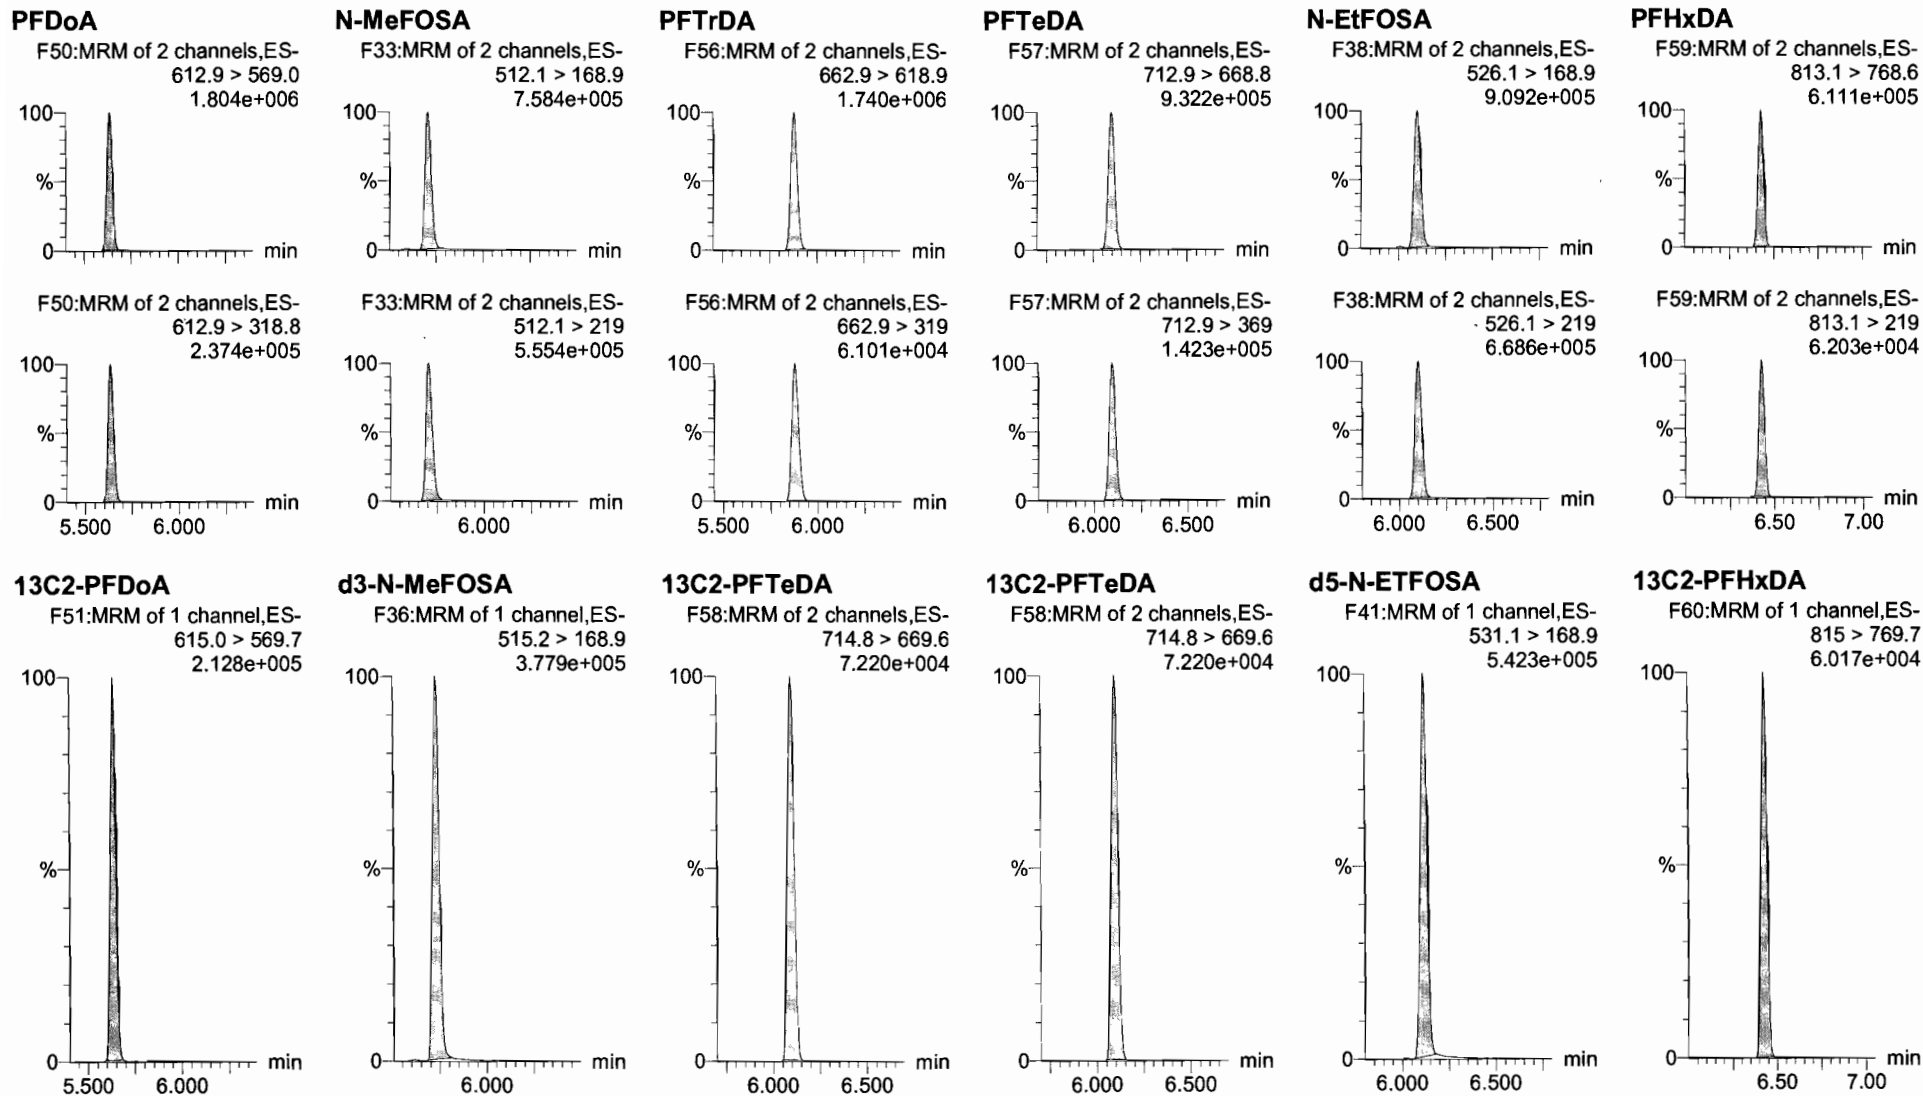 PFDoA
F50:MRM of 2 channels,ES-
612.9 > 569.0
1.804e+006
100
%
0
min
F50:MRM of 2 channels,ES-
612.9 > 318.8
2.374e+005
100
%
0
min
5.500 6.000
N-MeFOSA
F33:MRM of 2 channels,ES-
512.1 > 168.9
7.584e+005
100
%
0
min
F33:MRM of 2 channels,ES-
512.1 > 219
5.554e+005
100
%
0
min
6.000
PFTrDA
F56:MRM of 2 channels,ES-
662.9 > 618.9
1.740e+006
100
%
0
min
F56:MRM of 2 channels,ES-
662.9 > 319
6.101e+004
100
%
0
min
5.500 6.000
PFTeDA
F57:MRM of 2 channels,ES-
712.9 > 668.8
9.322e+005
100
%
0
min
F57:MRM of 2 channels,ES-
712.9 > 369
1.423e+005
100
%
0
min
6.000 6.500
N-EtFOSA
F38:MRM of 2 channels,ES-
526.1 > 168.9
9.092e+005
100
%
0
min
F38:MRM of 2 channels,ES-
526.1 > 219
6.686e+005
100
%
0
min
6.000 6.500
PFHxDA
F59:MRM of 2 channels,ES-
813.1 > 768.6
6.111e+005
100
%
0
min
F59:MRM of 2 channels,ES-
813.1 > 219
6.203e+004
100
%
0
min
6.50 7.00
13C2-PFDoA
F51:MRM of 1 channel,ES-
615.0 > 569.7
2.128e+005
100
%
0
min
5.500 6.000
d3-N-MeFOSA
F36:MRM of 1 channel,ES-
515.2 > 168.9
3.779e+005
100
%
0
min
6.000
13C2-PFTeDA
F58:MRM of 2 channels,ES-
714.8 > 669.6
7.220e+004
100
%
0
min
6.000 6.500
13C2-PFTeDA
F58:MRM of 2 channels,ES-
714.8 > 669.6
7.220e+004
100
%
0
min
6.000 6.500
d5-N-ETFOSA
F41:MRM of 1 channel,ES-
531.1 > 168.9
5.423e+005
100
%
0
min
6.000 6.500
13C2-PFHxDA
F60:MRM of 1 channel,ES-
815 > 769.7
6.017e+004
100
%
0
min
6.50 7.00